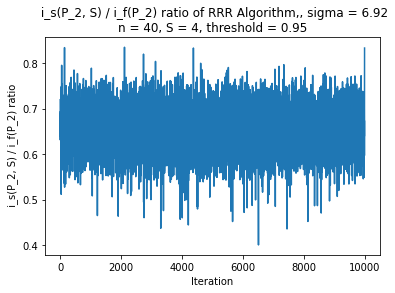 i_s(P_2, S) / i_f(P_2) ratio of RRR Algorithm,, sigma = 6.92
n = 40, S = 4, threshold = 0.95
i_s(P_2, S) / i_f(P_2) ratio
0.8
0.7
0.6
0.5
0.4
0 2000 4000 6000 8000 10000
Iteration